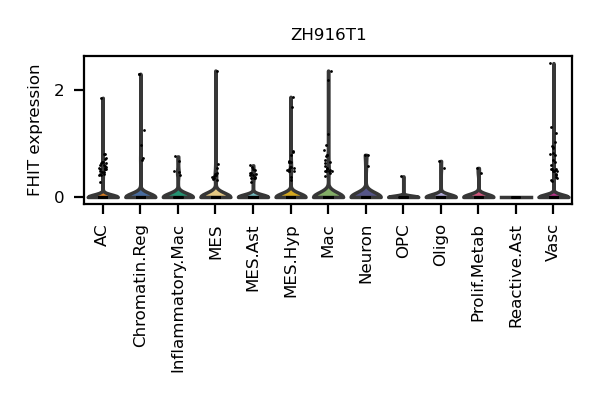 ZH916T1
FHIT expression
2
0
AC
Chromatin.Reg
Inflammatory.Mac
MES
MES.Ast
MES.Hyp
Mac
Neuron
OPC
Oligo
Prolif.Metab
Reactive.Ast
Vasc